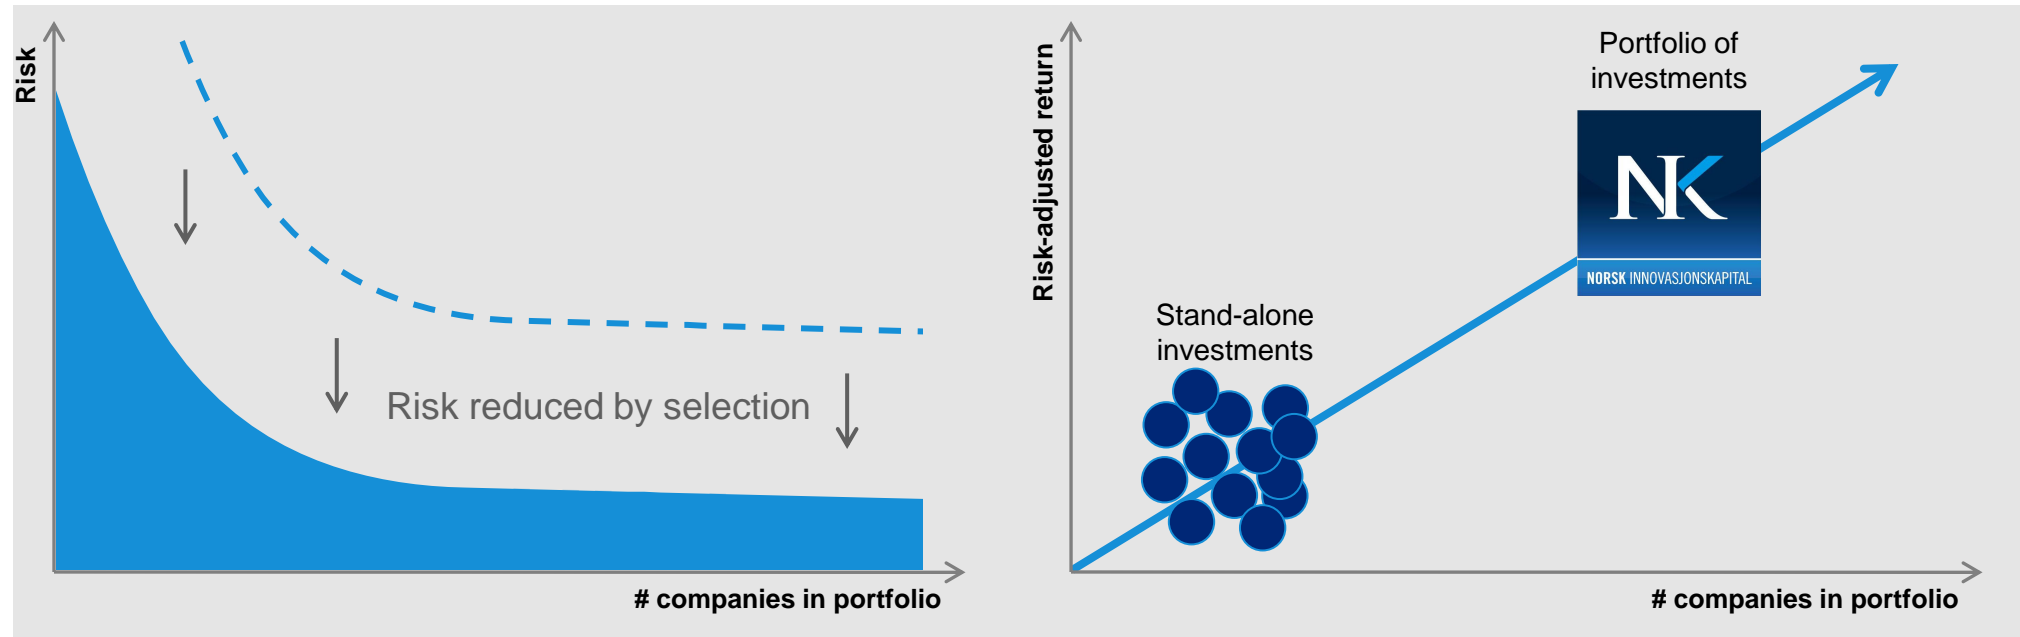 Risk
Risk reduced by selection
# companies in portfolio
Risk-adjusted return
Portfolio of
investments
NK
NORSK INNOVASJONSKAPITAL
Stand-alone
investments
# companies in portfolio